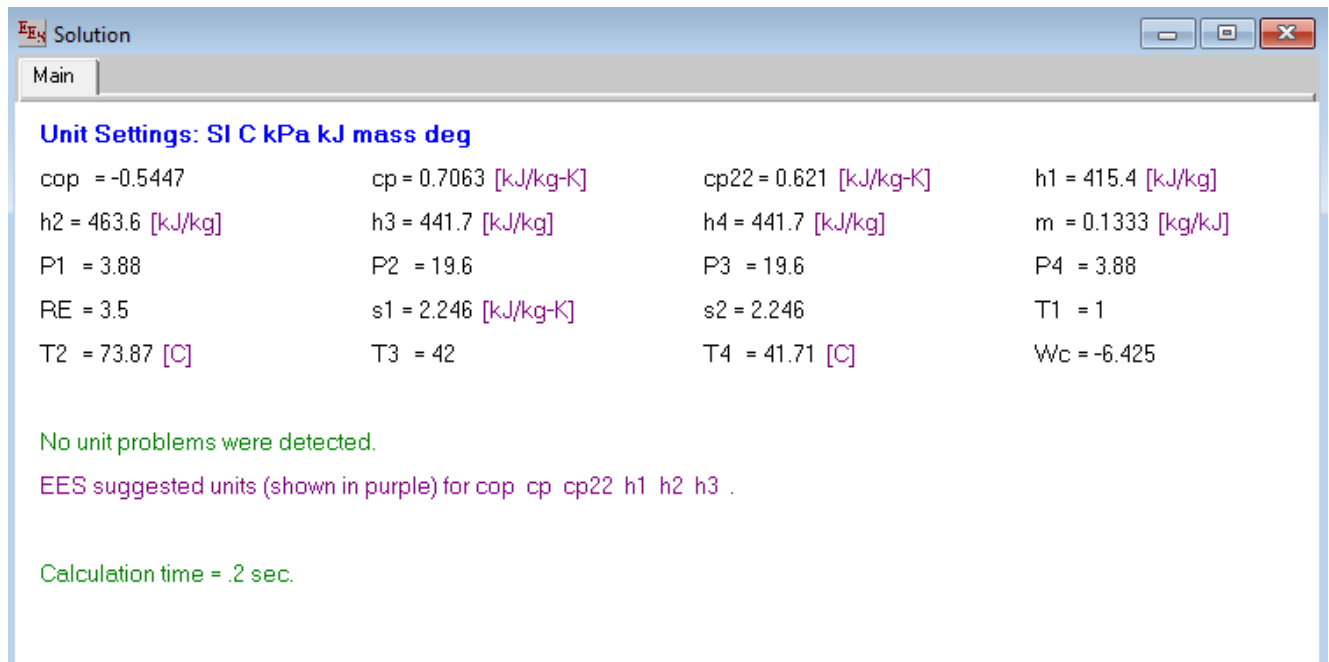 EES Solution
Main
Unit Settings: SI C kPa kJ mass deg
cop = -0.5447 cp = 0.7063 [kJ/kg-K] cp22 = 0.621 [kJ/kg-K] h1 = 415.4 [kJ/kg]
h2 = 463.6 [kJ/kg] h3 = 441.7 [kJ/kg] h4 = 441.7 [kJ/kg] m = 0.1333 [kg/kJ]
P1 = 3.88 P2 = 19.6 P3 = 19.6 P4 = 3.88
RE = 3.5 s1 = 2.246 [kJ/kg-K] s2 = 2.246 T1 = 1
T2 = 73.87 [C] T3 = 42 T4 = 41.71 [C] Wc = -6.425
No unit problems were detected.
EES suggested units (shown in purple) for cop cp cp22 h1 h2 h3 .
Calculation time = .2 sec.